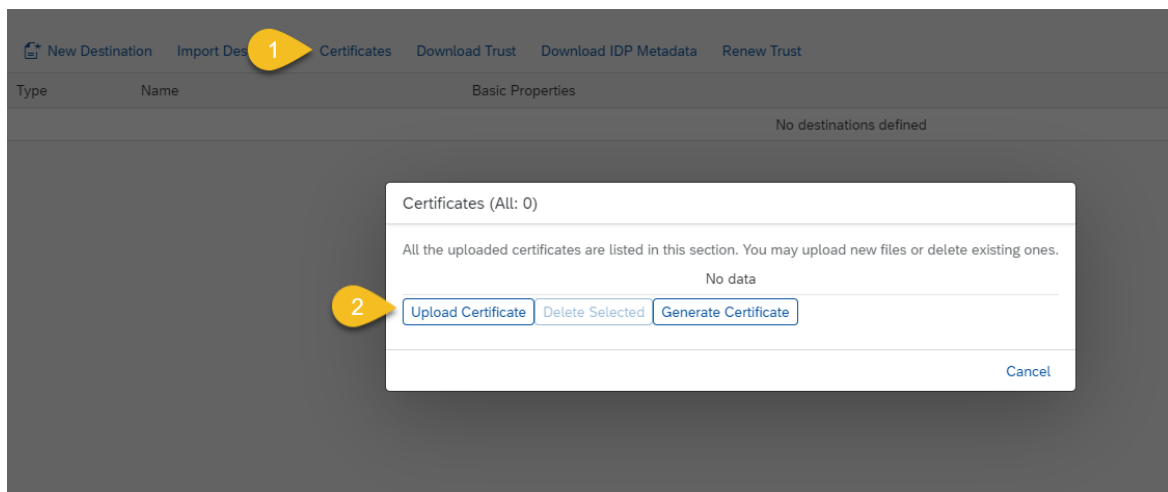 New Destination Import Des 1 Certificates Download Trust Download IDP Metadata Renew Trust
Type Name Basic Properties
No destinations defined
Certificates (All: 0)
All the uploaded certificates are listed in this section. You may upload new files or delete existing ones.
No data
2 Upload Certificate Delete Selected Generate Certificate
Cancel